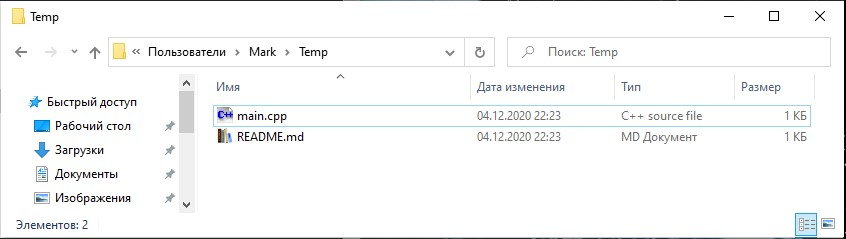 Temp
« Пользователи > Mark > Temp
Поиск: Temp
Имя Дата изменения Тип Размер
Быстрый доступ
Рабочий стол
Загрузки
Документы
Изображения
main.cpp 04.12.2020 22:23 C++ source file 1 КБ
README.md 04.12.2020 22:23 MD Документ 1 КБ
Элементов: 2